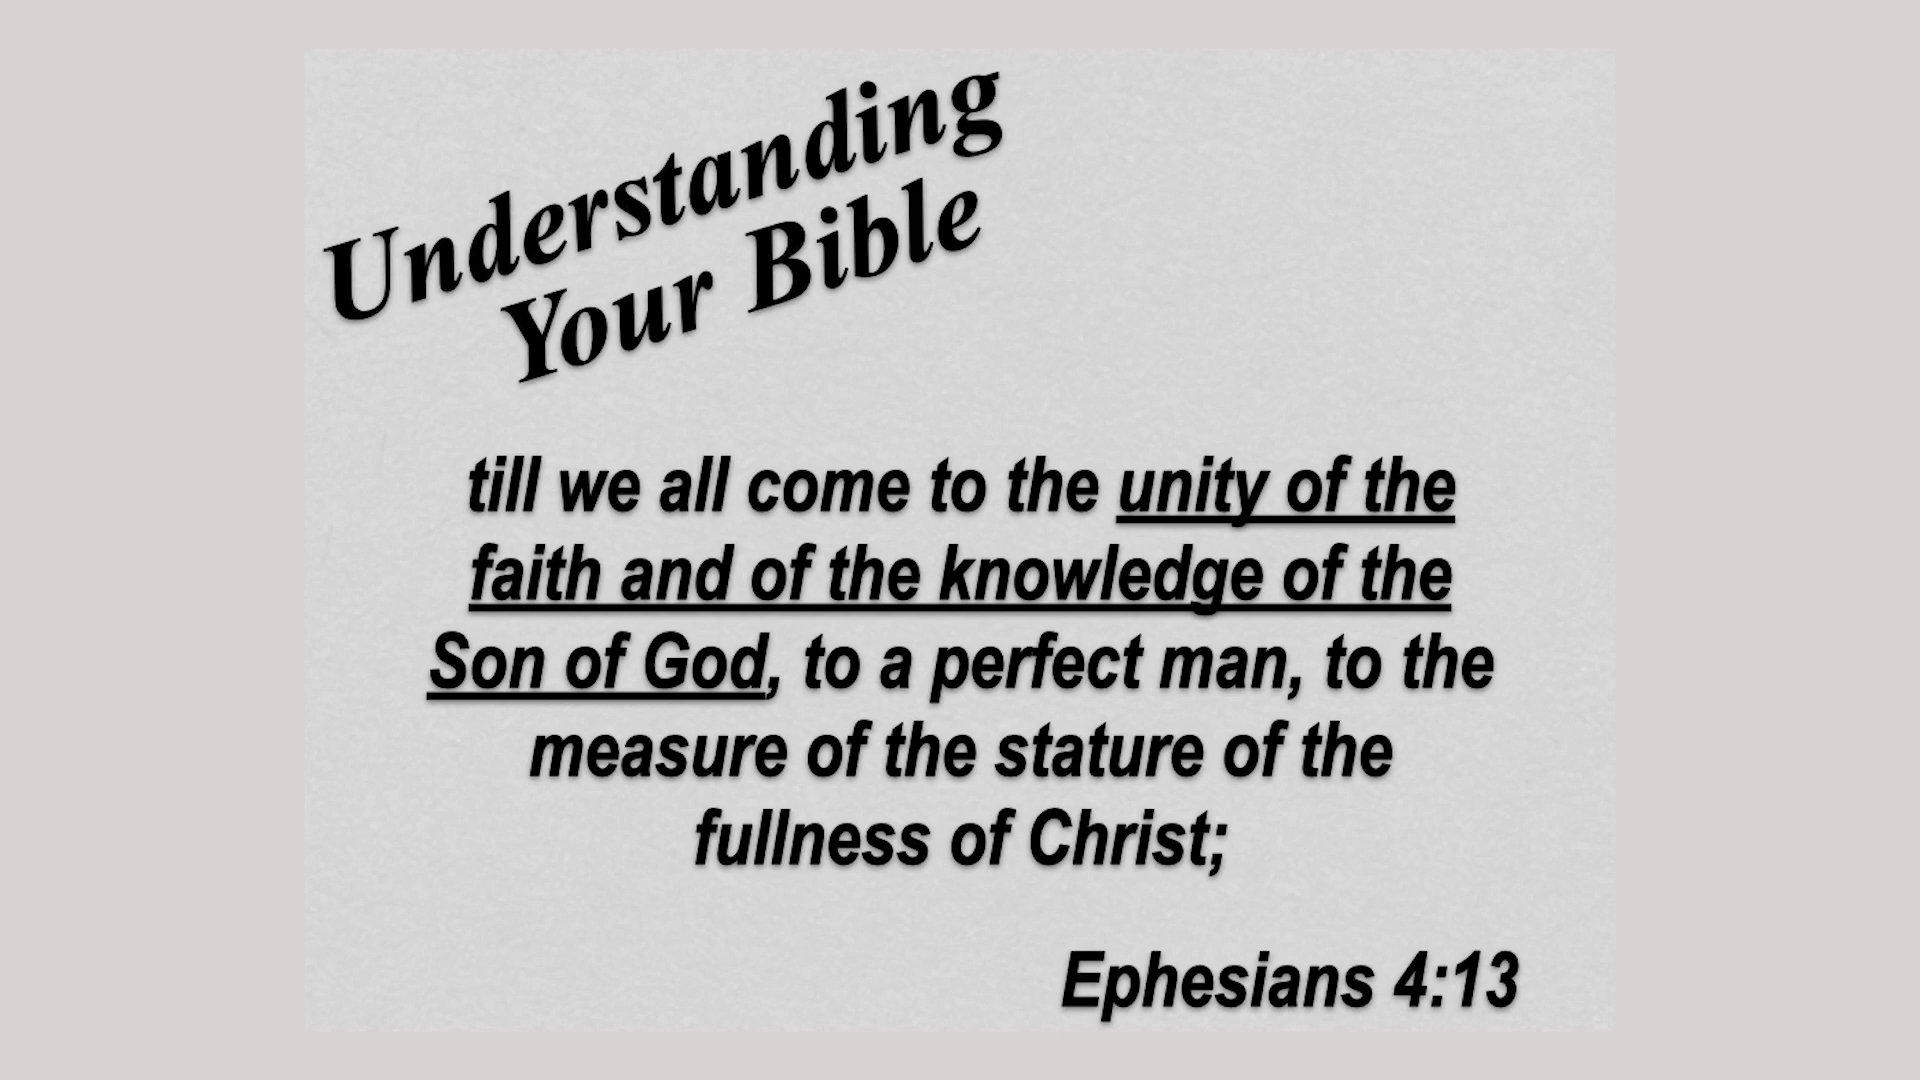 Understanding
Your Bible
till we all come to the unity of the
faith and of the knowledge of the
Son of God, to a perfect man, to the
measure of the stature of the
fullness of Christ;
Ephesians 4:13